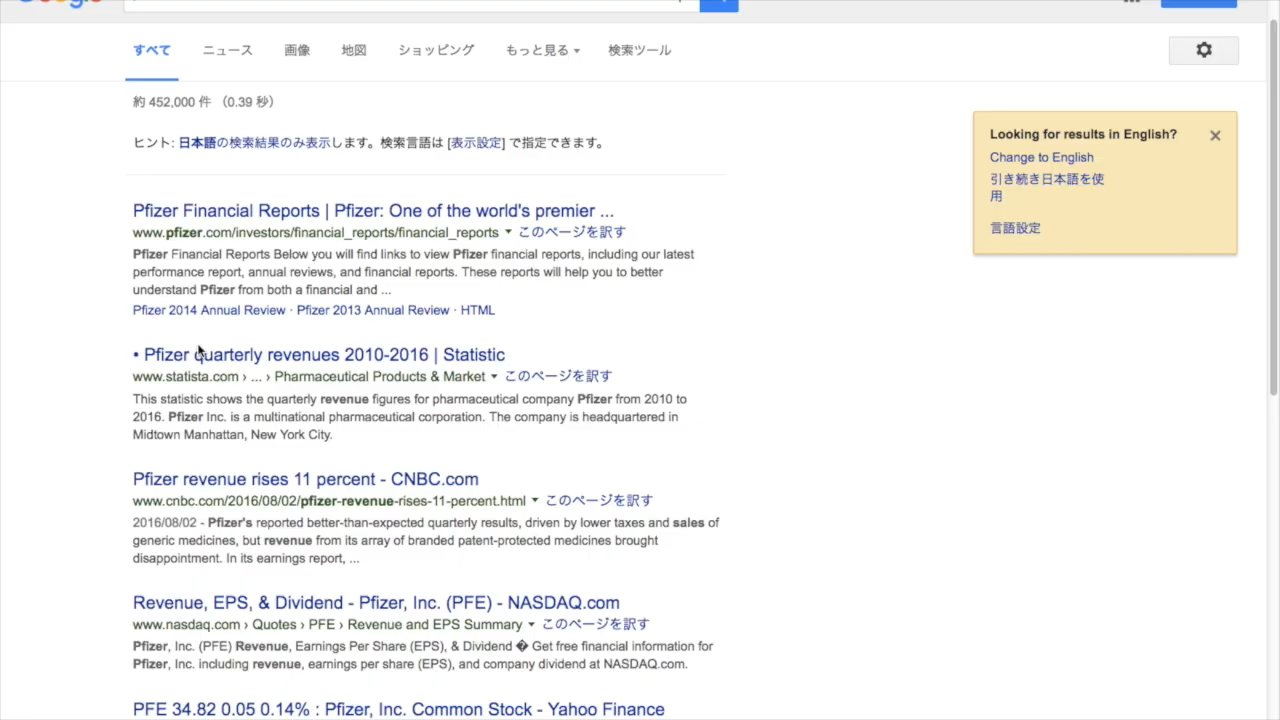 すべて ニュース 画像 地図 ショッピング もっと見る 検索ツール
約 452,000 件 (0.39 秒)
ヒント: 日本語の検索結果のみ表示します。検索言語は [表示設定] で指定できます。
Looking for results in English?
Change to English
引き続き日本語を使
用
言語設定
Pfizer Financial Reports | Pfizer: One of the world's premier ...
www.pfizer.com/investors/financial_reports/financial_reports このページを訳す
Pfizer Financial Reports Below you will find links to view Pfizer financial reports, including our latest
performance report, annual reviews, and financial reports. These reports will help you to better
understand Pfizer from both a financial and ...
Pfizer 2014 Annual Review · Pfizer 2013 Annual Review · HTML
• Pfizer quarterly revenues 2010-2016 | Statistic
www.statista.com › ... › Pharmaceutical Products & Market このページを訳す
This statistic shows the quarterly revenue figures for pharmaceutical company Pfizer from 2010 to
2016. Pfizer Inc. is a multinational pharmaceutical corporation. The company is headquartered in
Midtown Manhattan, New York City.
Pfizer revenue rises 11 percent - CNBC.com
www.cnbc.com/2016/08/02/pfizer-revenue-rises-11-percent.html このページを訳す
2016/08/02 - Pfizer's reported better-than-expected quarterly results, driven by lower taxes and sales of
generic medicines, but revenue from its array of branded patent-protected medicines brought
disappointment. In its earnings report, ...
Revenue, EPS, & Dividend - Pfizer, Inc. (PFE) - NASDAQ.com
www.nasdaq.com › Quotes › PFE › Revenue and EPS Summary このページを訳す
Pfizer, Inc. (PFE) Revenue, Earnings Per Share (EPS), & Dividend � Get free financial information for
Pfizer, Inc. including revenue, earnings per share (EPS), and company dividend at NASDAQ.com.
PFE 34.82 0.05 0.14% : Pfizer, Inc. Common Stock - Yahoo Finance